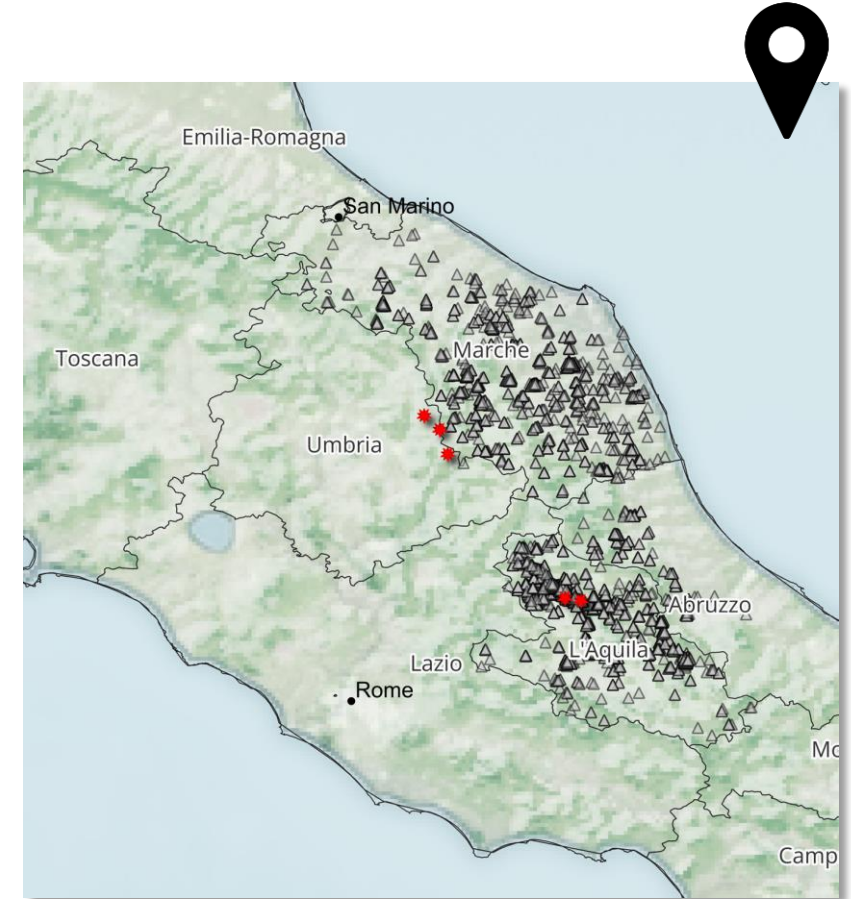 Emilia-Romagna
San Marino
Marche
Toscana
Umbria
Abruzzo
L'Aquila
Lazio
Rome
Mo
Camp